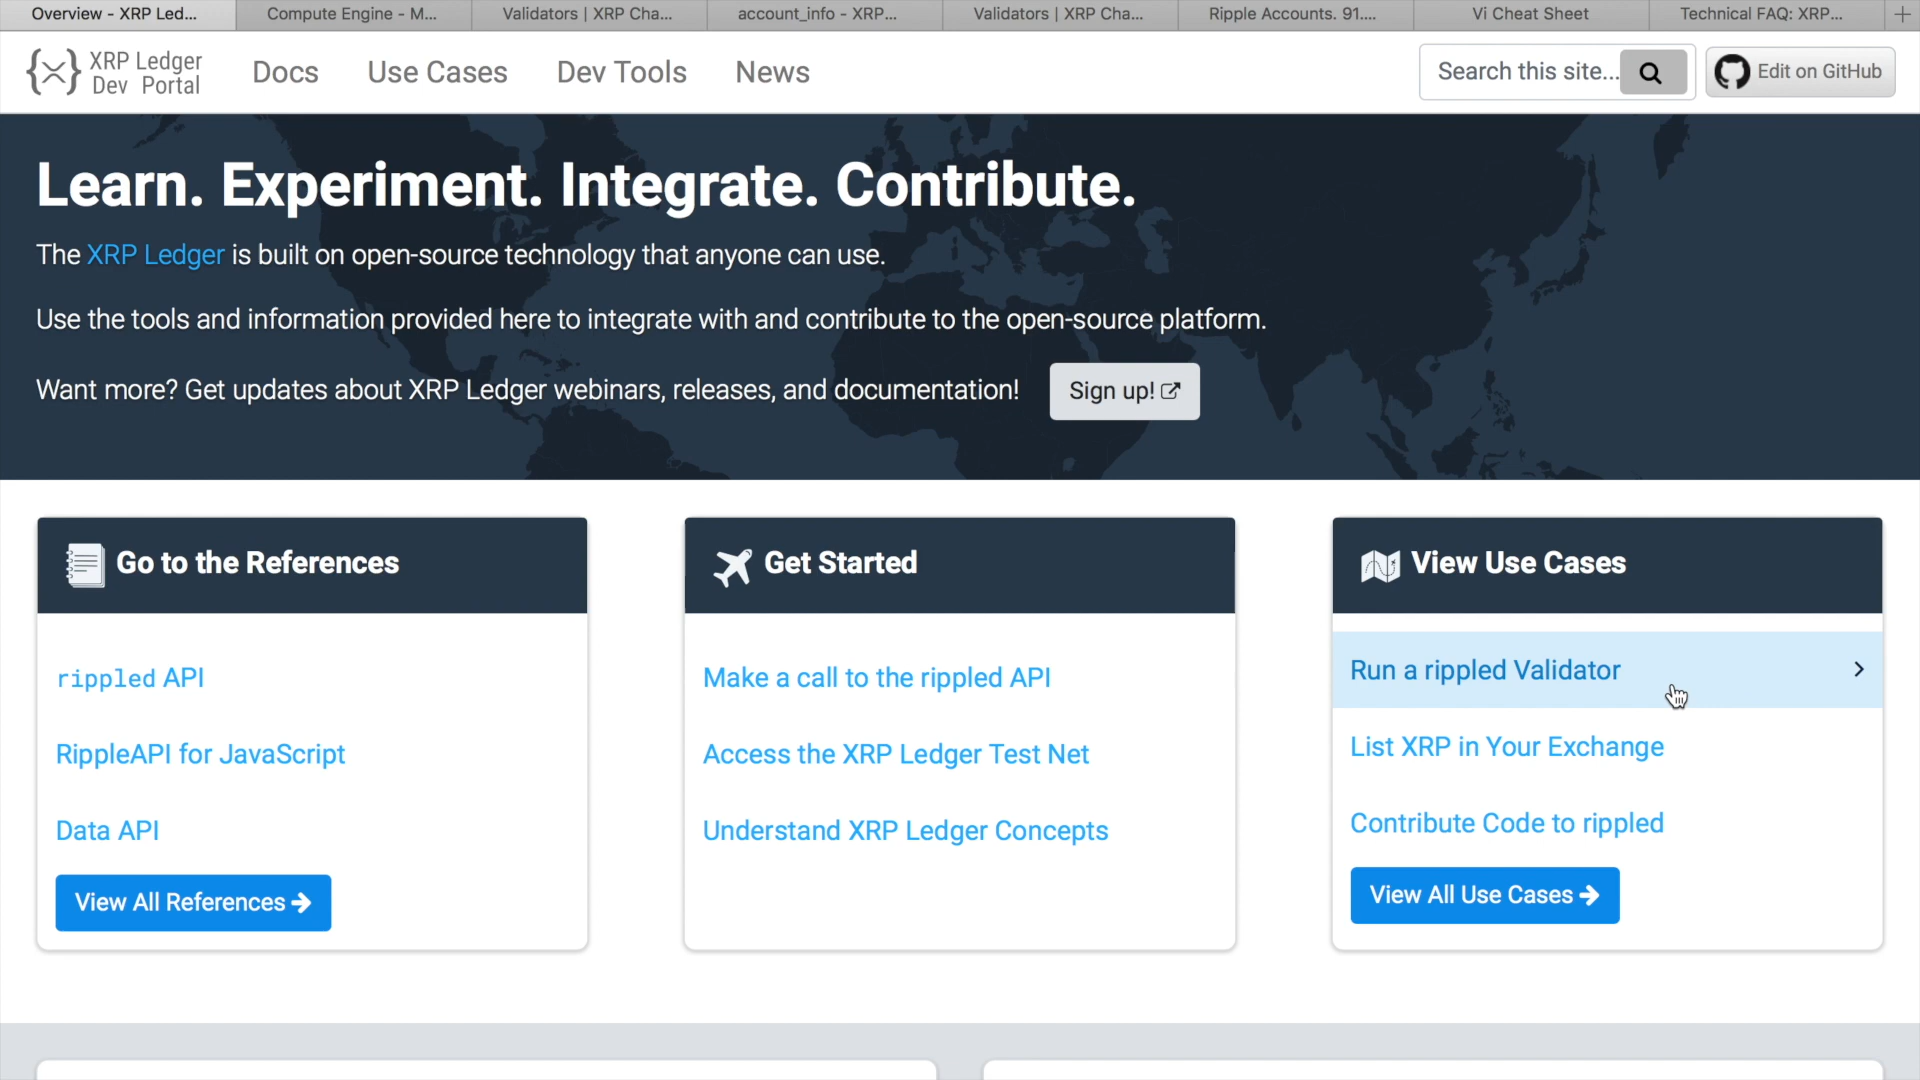 Overview - XRP Led...
Compute Engine - M...
Validators | XRP Cha...
account_info - XRP...
Validators | XRP Cha...
Ripple Accounts. 91....
Vi Cheat Sheet
Technical FAQ: XRP...
XRP Ledger
Dev Portal
Docs
Use Cases
Dev Tools
News
Search this site...
Edit on GitHub
Learn. Experiment. Integrate. Contribute.
The XRP Ledger is built on open-source technology that anyone can use.
Use the tools and information provided here to integrate with and contribute to the open-source platform.
Want more? Get updates about XRP Ledger webinars, releases, and documentation!
Sign up!
Go to the References
rippled API
RippleAPI for JavaScript
Data API
View All References
Get Started
Make a call to the rippled API
Access the XRP Ledger Test Net
Understand XRP Ledger Concepts
View Use Cases
Run a rippled Validator
List XRP in Your Exchange
Contribute Code to rippled
View All Use Cases